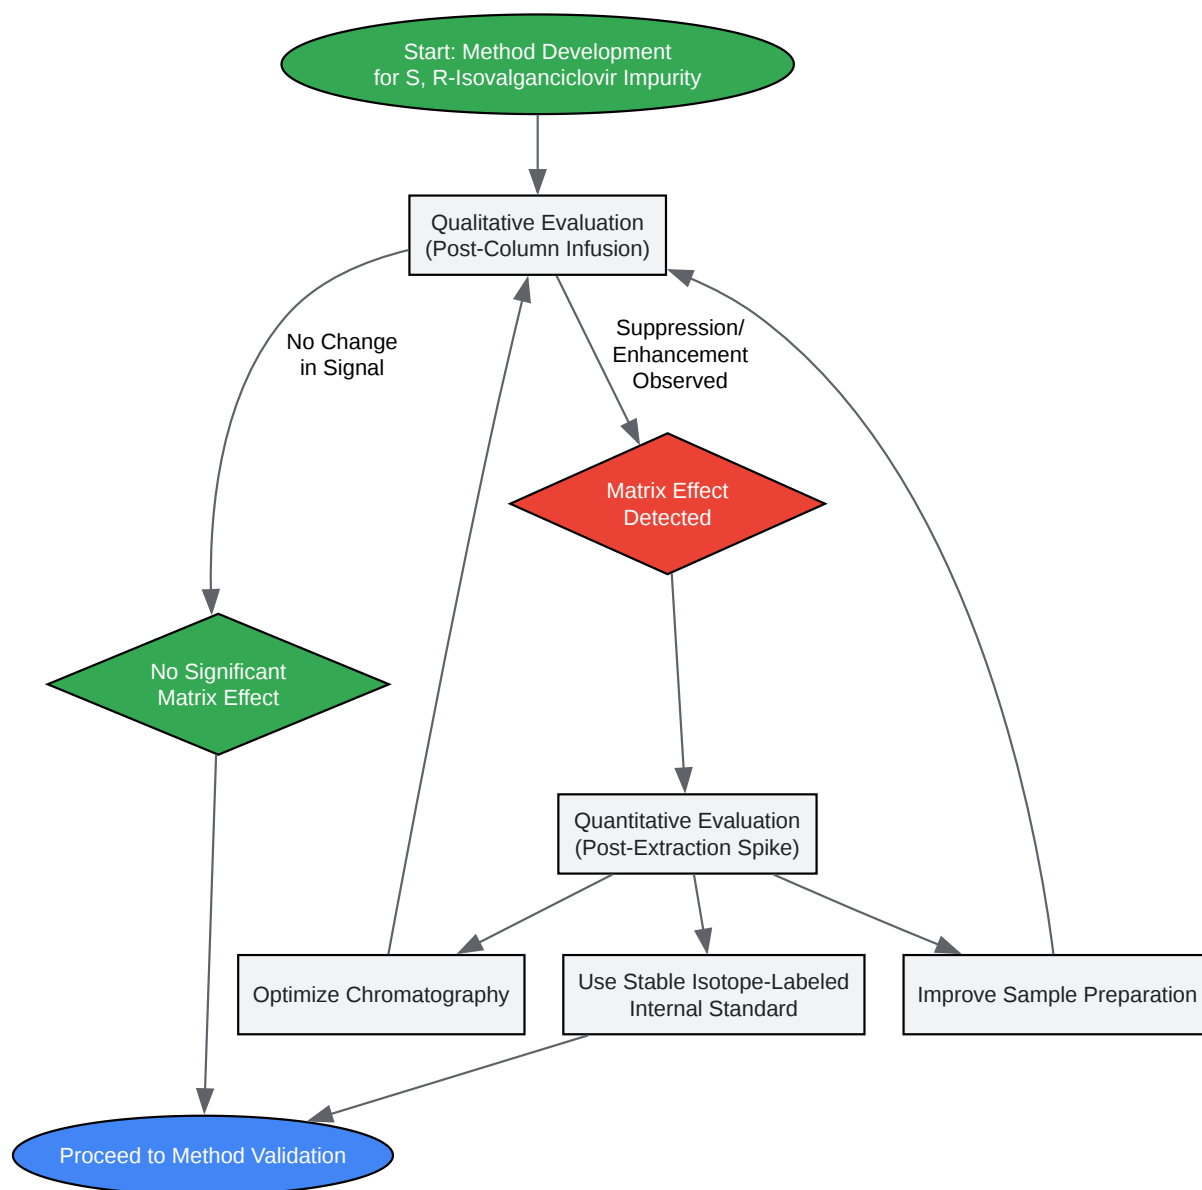 Start: Method Development
for S, R-Isovalganciclovir Impurity
Qualitative Evaluation
(Post-Column Infusion)
No Change
in Signal
Suppression/
Enhancement
Observed
Matrix Effect
Detected
No Significant
Matrix Effect
Quantitative Evaluation
(Post-Extraction Spike)
Optimize Chromatography
Use Stable Isotope-Labeled
Internal Standard
Improve Sample Preparation
Proceed to Method Validation